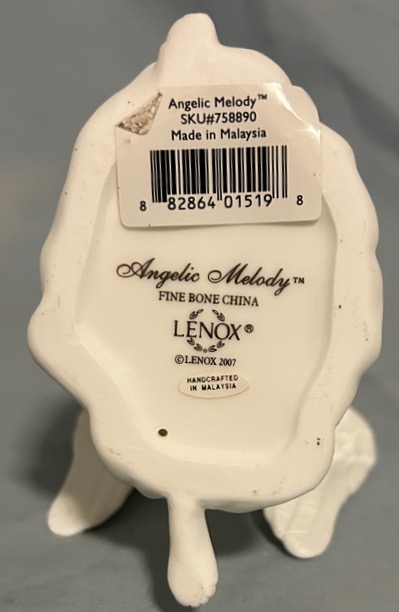 Angelic Melody™
SKU#758890
Made in Malaysia
8 82864 01519 8
Angelic Melody™
FINE BONE CHINA
LENOX®
©LENOX 2007
HANDCRAFTED
IN MALAYSIA